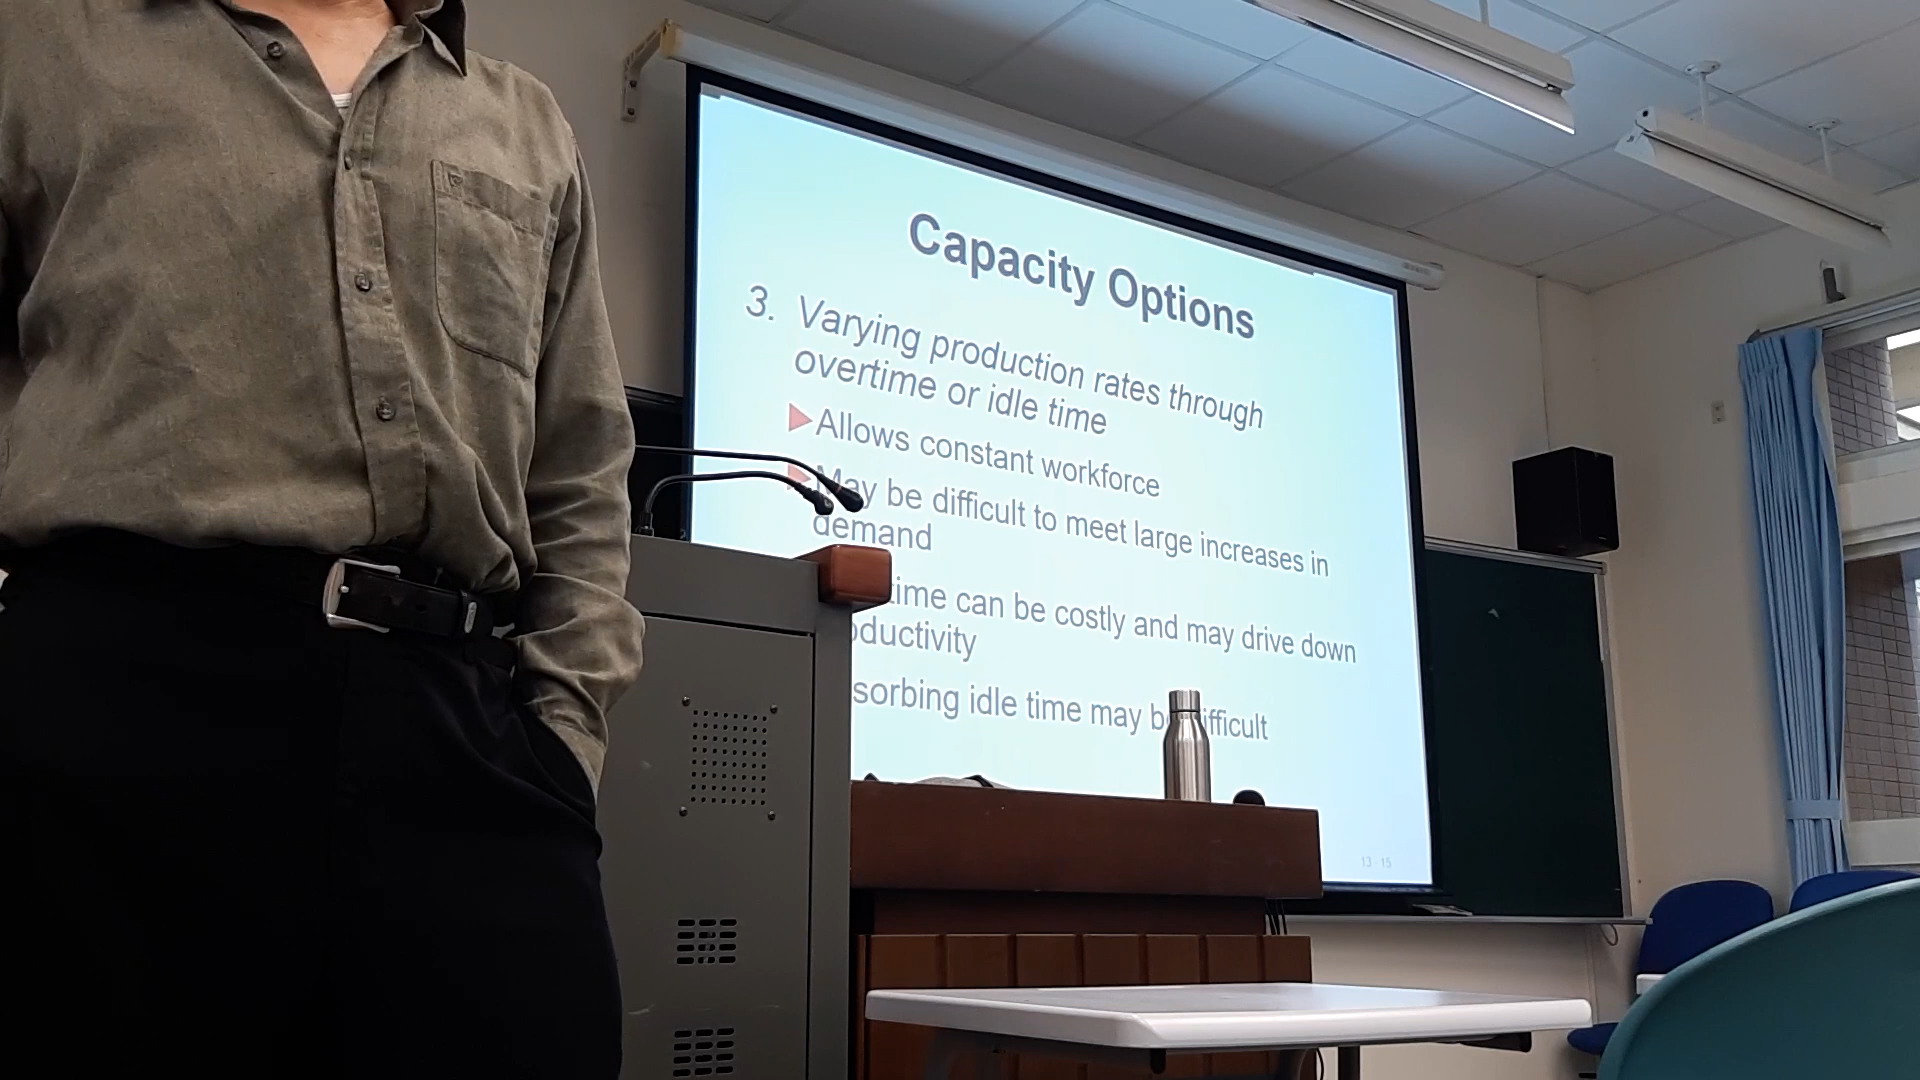 Capacity Options
3. Varying production rates through
overtime or idle time
Allows constant workforce
May be difficult to meet large increases in
demand
time can be costly and may drive down
oductivity
sorbing idle time may be difficult
13 - 15